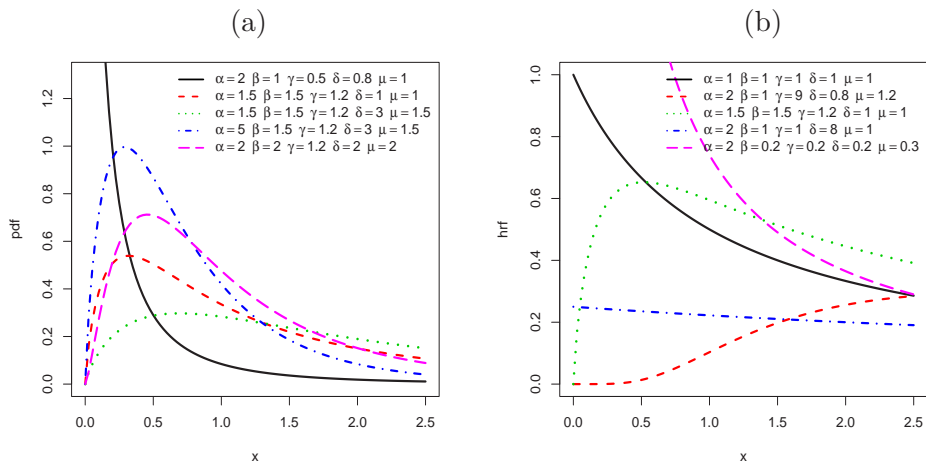 (a)
α = 2 β = 1 γ = 0.5 δ = 0.8 μ = 1
α = 1.5 β = 1.5 γ = 1.2 δ = 1 μ = 1
α = 1.5 β = 1.5 γ = 1.2 δ = 3 μ = 1.5
α = 5 β = 1.5 γ = 1.2 δ = 3 μ = 1.5
α = 2 β = 2 γ = 1.2 δ = 2 μ = 2
pdf
1.2
1.0
0.8
0.6
0.4
0.2
0.0
0.0 0.5 1.0 1.5 2.0 2.5
x
(b)
α = 1 β = 1 γ = 1 δ = 1 μ = 1
α = 2 β = 1 γ = 9 δ = 0.8 μ = 1.2
α = 1.5 β = 1.5 γ = 1.2 δ = 1 μ = 1
α = 2 β = 1 γ = 1 δ = 8 μ = 1
α = 2 β = 0.2 γ = 0.2 δ = 0.2 μ = 0.3
hrf
1.0
0.8
0.6
0.4
0.2
0.0
0.0 0.5 1.0 1.5 2.0 2.5
x